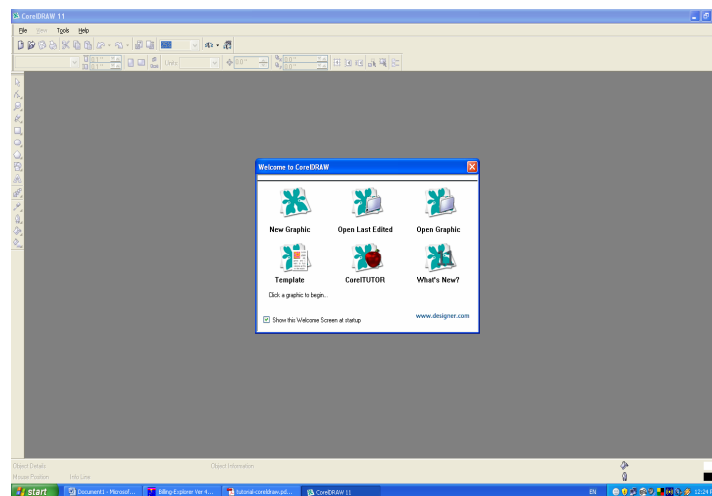 CorelDRAW 11
File View Tools Help
Units:
Welcome to CorelDRAW
New Graphic Open Last Edited Open Graphic
Template CorelTUTOR What's New?
Click a graphic to begin...
Show this Welcome Screen at startup
www.designer.com
Object Details Object Information
Mouse Position Info Line
start Document1 - Microsof... Billing Explorer Ver 4... tutorial-coreldraw.pd... CorelDRAW 11 EN